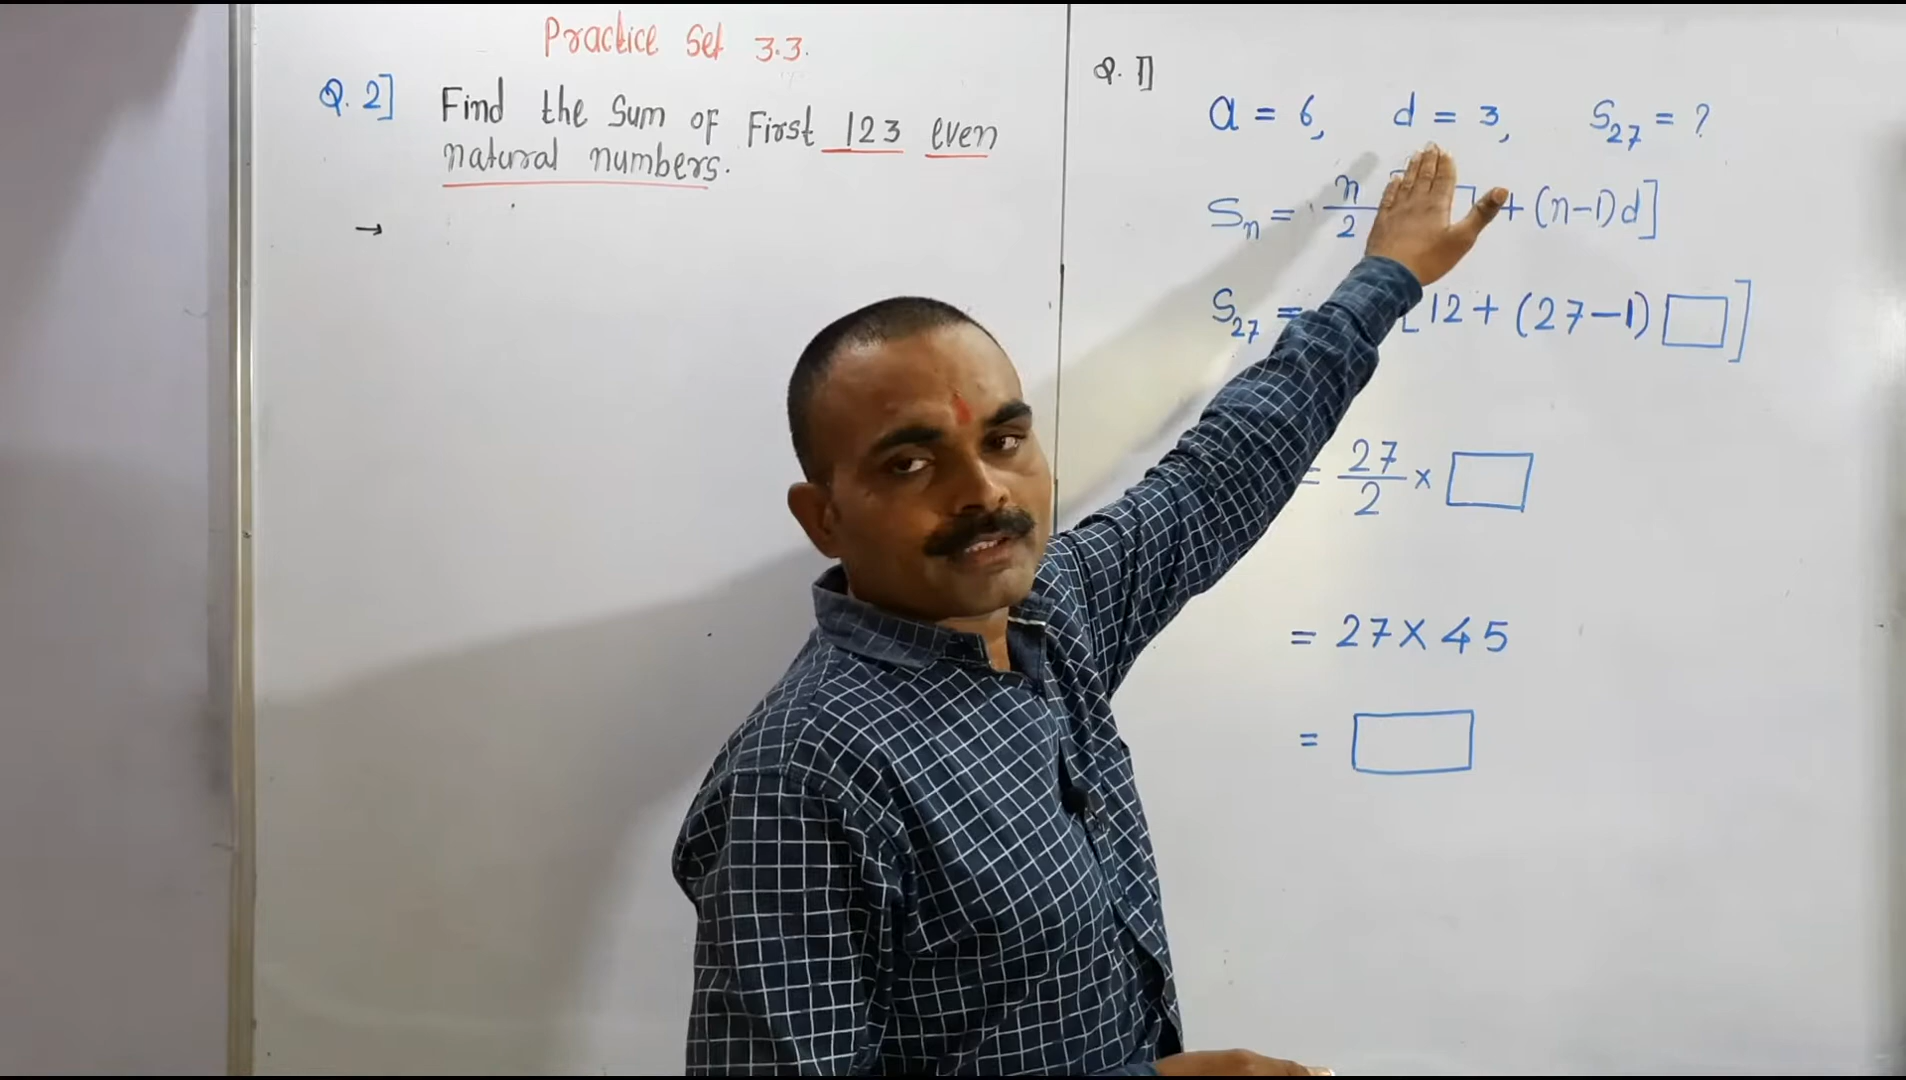 Practice Set 3.3.
Q. 2] Find the Sum of First 123 even
natural numbers.
→
Q. 1]
a = 6, d = 3, S₂₇ = ?
Sₙ = n/2 [ + (n-1)d]
S₂₇ = [12 + (27-1) □]
= 27/2 × □
= 27 × 45
= □